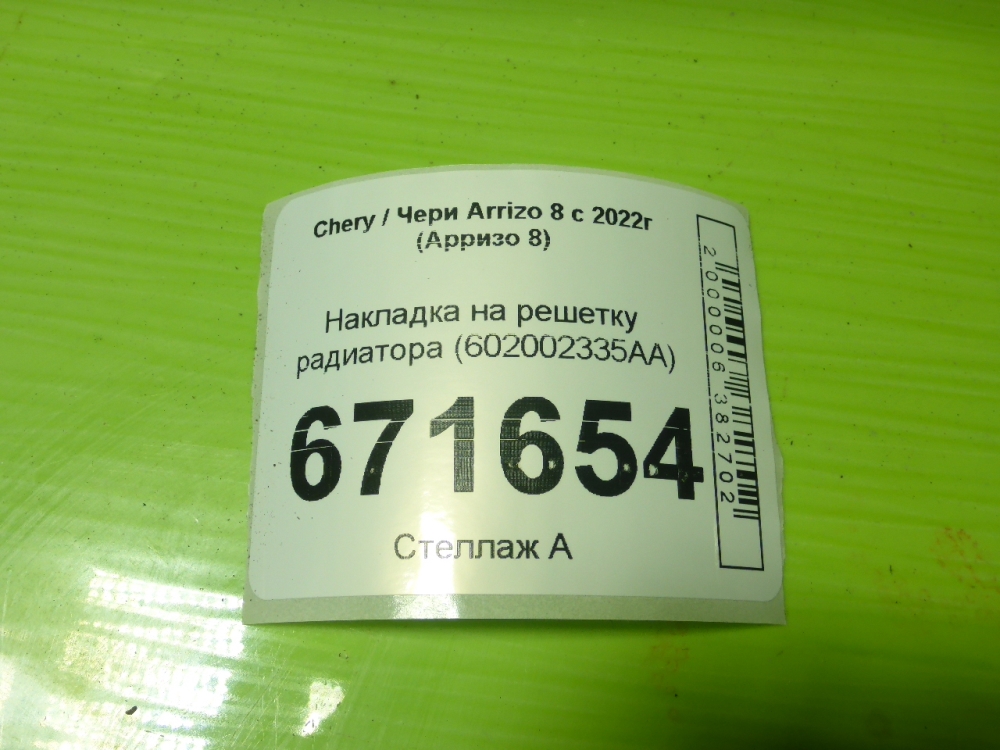 Chery / Чери Arrizo 8 с 2022г
(Арризо 8)
Накладка на решетку
радиатора (602002335AA)
671654
Стеллаж А
2000006382702